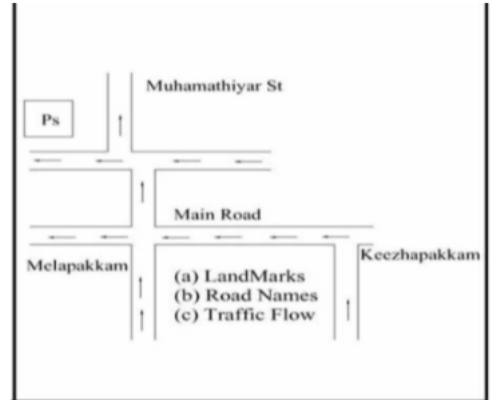 Muhamathiyar St
Ps
Main Road
Melapakkam
Keezhapakkam
(a) LandMarks
(b) Road Names
(c) Traffic Flow